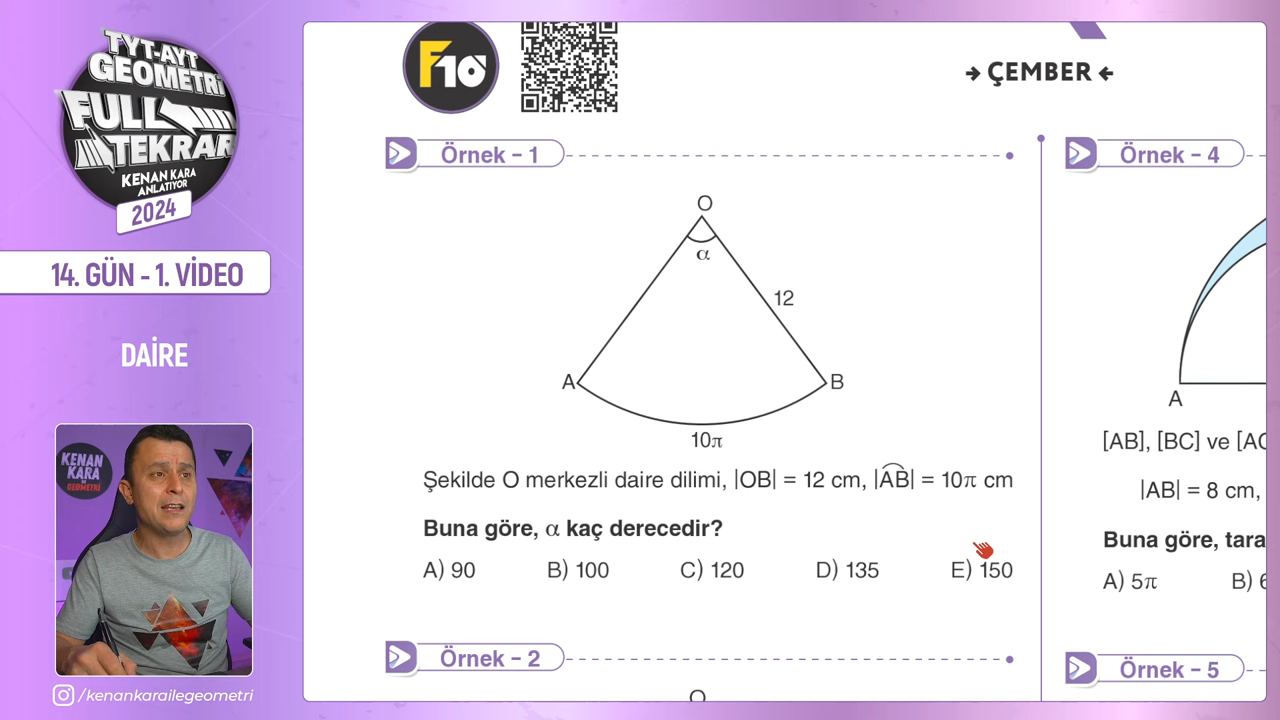 TYT-AYT
GEOMETRİ
FULL
TEKRAR
KENAN KARA
ANLATIYOR
2024
14. GÜN - 1. VİDEO
DAİRE
KENAN
KARA
İLE
GEOMETRİ
/kenankarailegeometri
F10
→ ÇEMBER ←
Örnek – 1
O
α
12
A
B
10π
Şekilde O merkezli daire dilimi, |OB| = 12 cm, |A͡B| = 10π cm
Buna göre, α kaç derecedir?
A) 90 B) 100 C) 120 D) 135 E) 150
Örnek – 2
O
Örnek – 4
A
[AB], [BC] ve [AC
|AB| = 8 cm,
Buna göre, tara
A) 5π B) 6
Örnek – 5